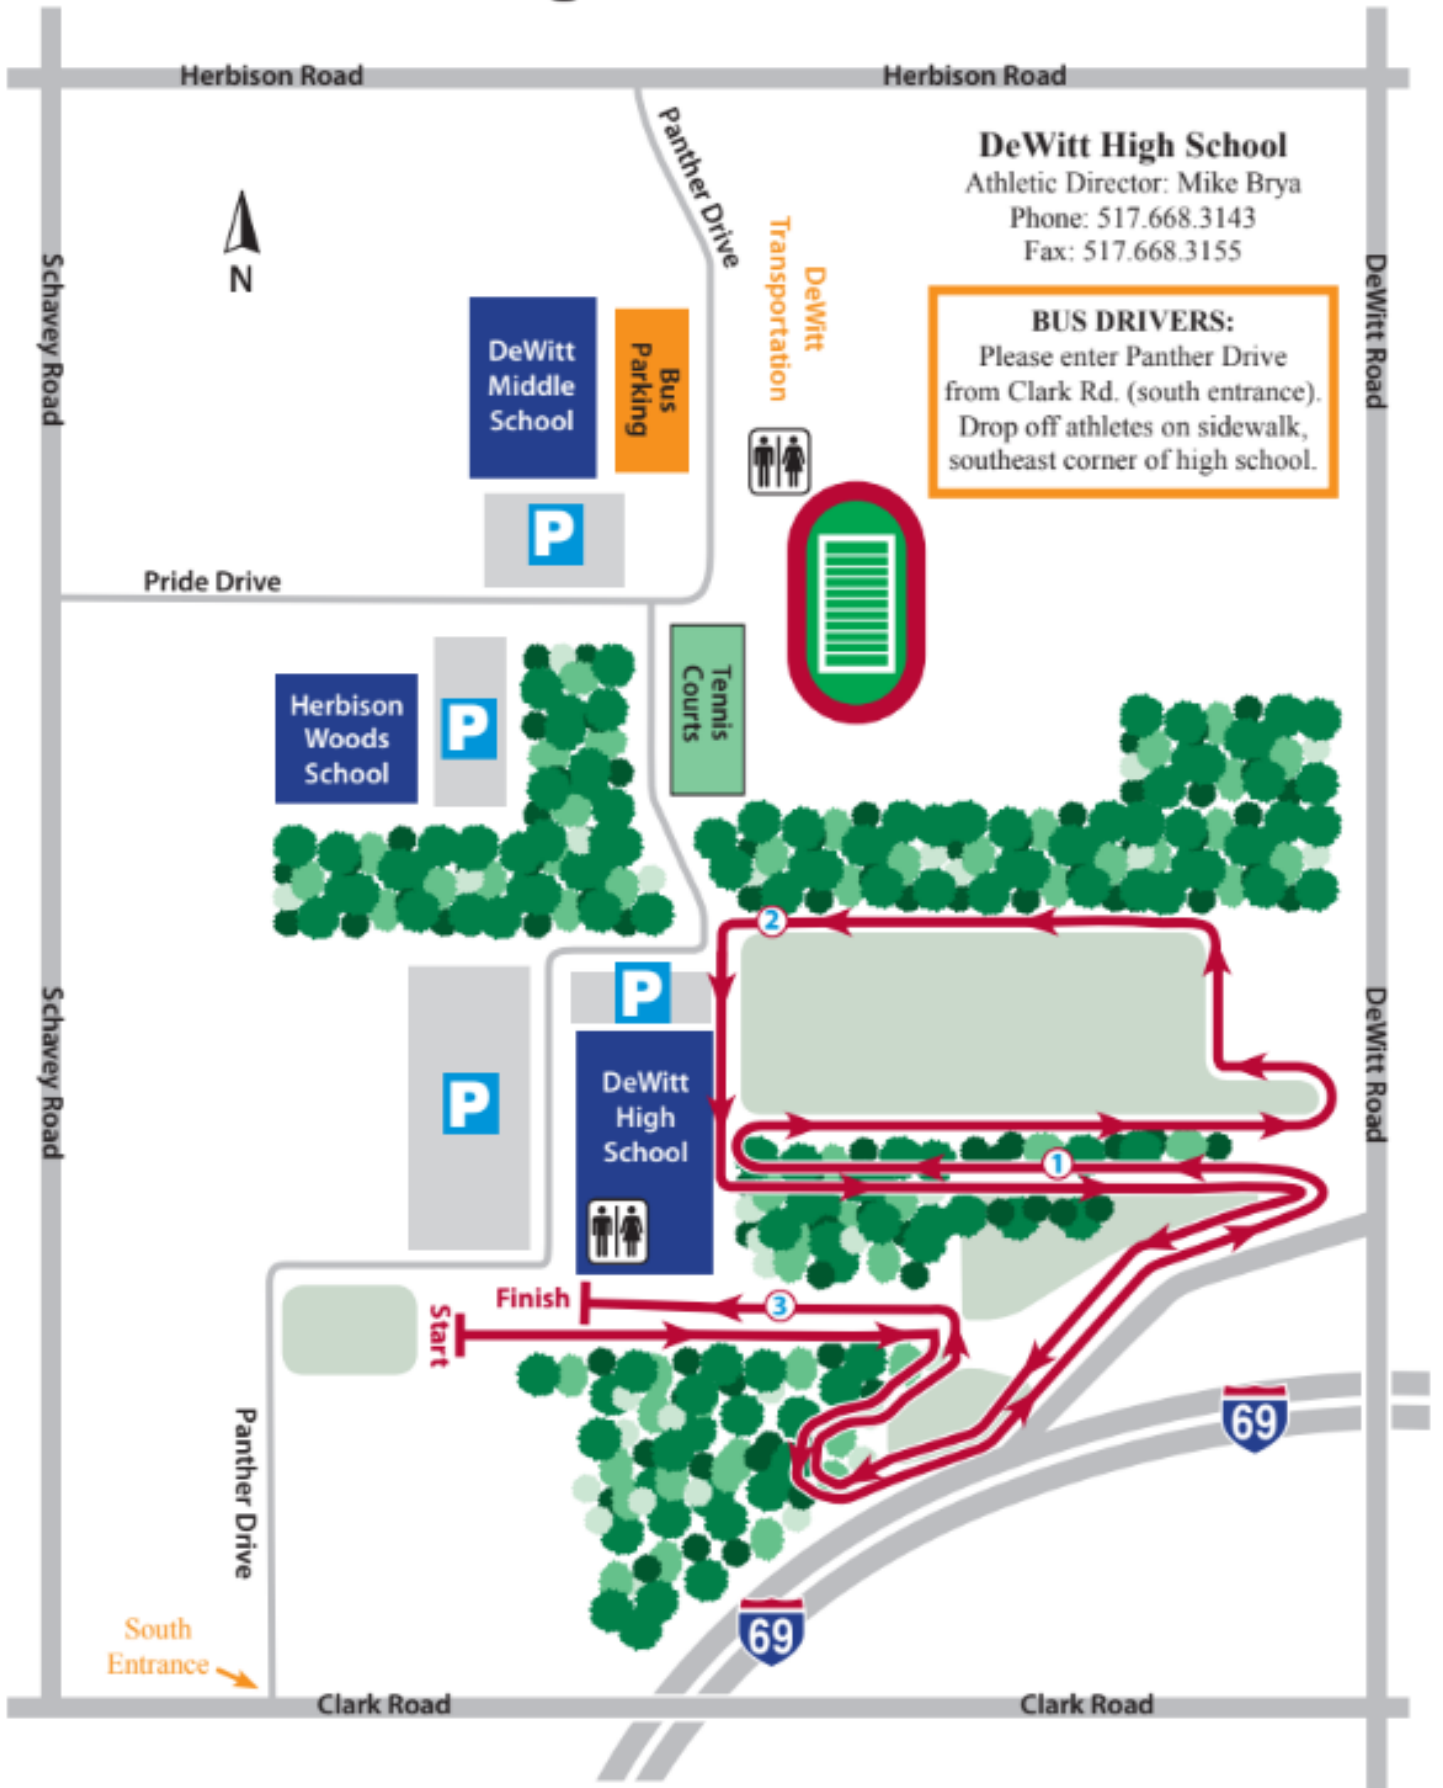 Herbison Road
Herbison Road
Panther Drive
DeWitt High School
Athletic Director: Mike Brya
Phone: 517.668.3143
Fax: 517.668.3155
N
Schavey Road
DeWitt
Transportation
DeWitt Road
BUS DRIVERS:
Please enter Panther Drive
from Clark Rd. (south entrance).
Drop off athletes on sidewalk,
southeast corner of high school.
DeWitt
Middle
School
Bus
Parking
P
Pride Drive
Herbison
Woods
School
P
Tennis
Courts
2
P
Schavey Road
DeWitt Road
P
DeWitt
High
School
1
Finish
3
Start
69
Panther Drive
69
South
Entrance
Clark Road
Clark Road